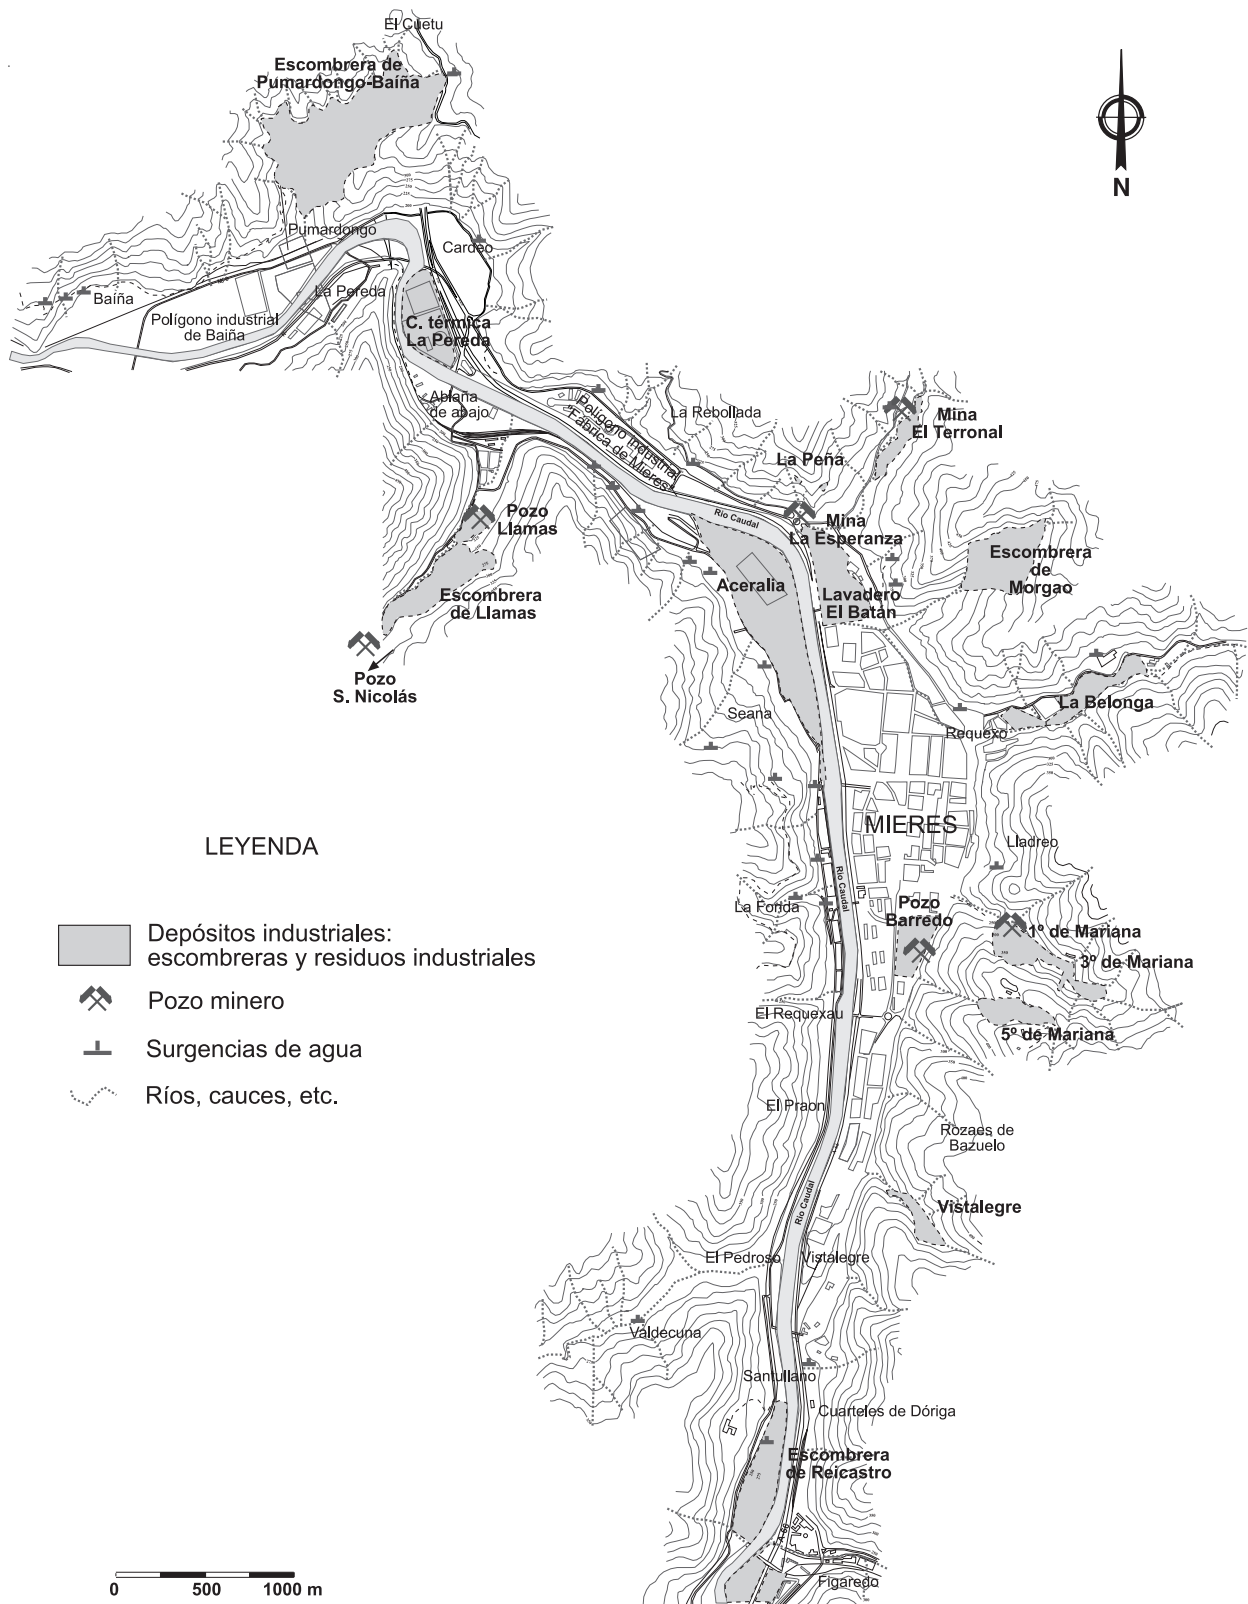 El Cuetu
Escombrera de
Pumardongo-Baíña
N
Pumardongo
Cardeo
Baíña
La Pereda
Polígono industrial
de Baiña
C. térmica
La Pereda
Ablaña
de abajo
Polígono industrial
"Fábrica de Mieres"
La Rebollada
Mina
El Terronal
La Peña
Pozo
Llamas
Río Caudal
Mina
La Esperanza
Escombrera
de
Morgao
Escombrera
de Llamas
Aceralia
Lavadero
El Batán
Pozo
S. Nicolás
La Belonga
Seana
Requexo
MIERES
Lladreo
Río Caudal
La Fonda
Pozo
Barredo
1º de Mariana
3º de Mariana
El Requexau
5º de Mariana
El Praon
Rozaes de
Bazuelo
Río Caudal
Vistalegre
El Pedroso
Vistalegre
Valdecuna
Santullano
Cuarteles de Dóriga
Escombrera
de Reicastro
A-66
Figaredo
LEYENDA
Depósitos industriales:
escombreras y residuos industriales
Pozo minero
Surgencias de agua
Ríos, cauces, etc.
0 500 1000 m